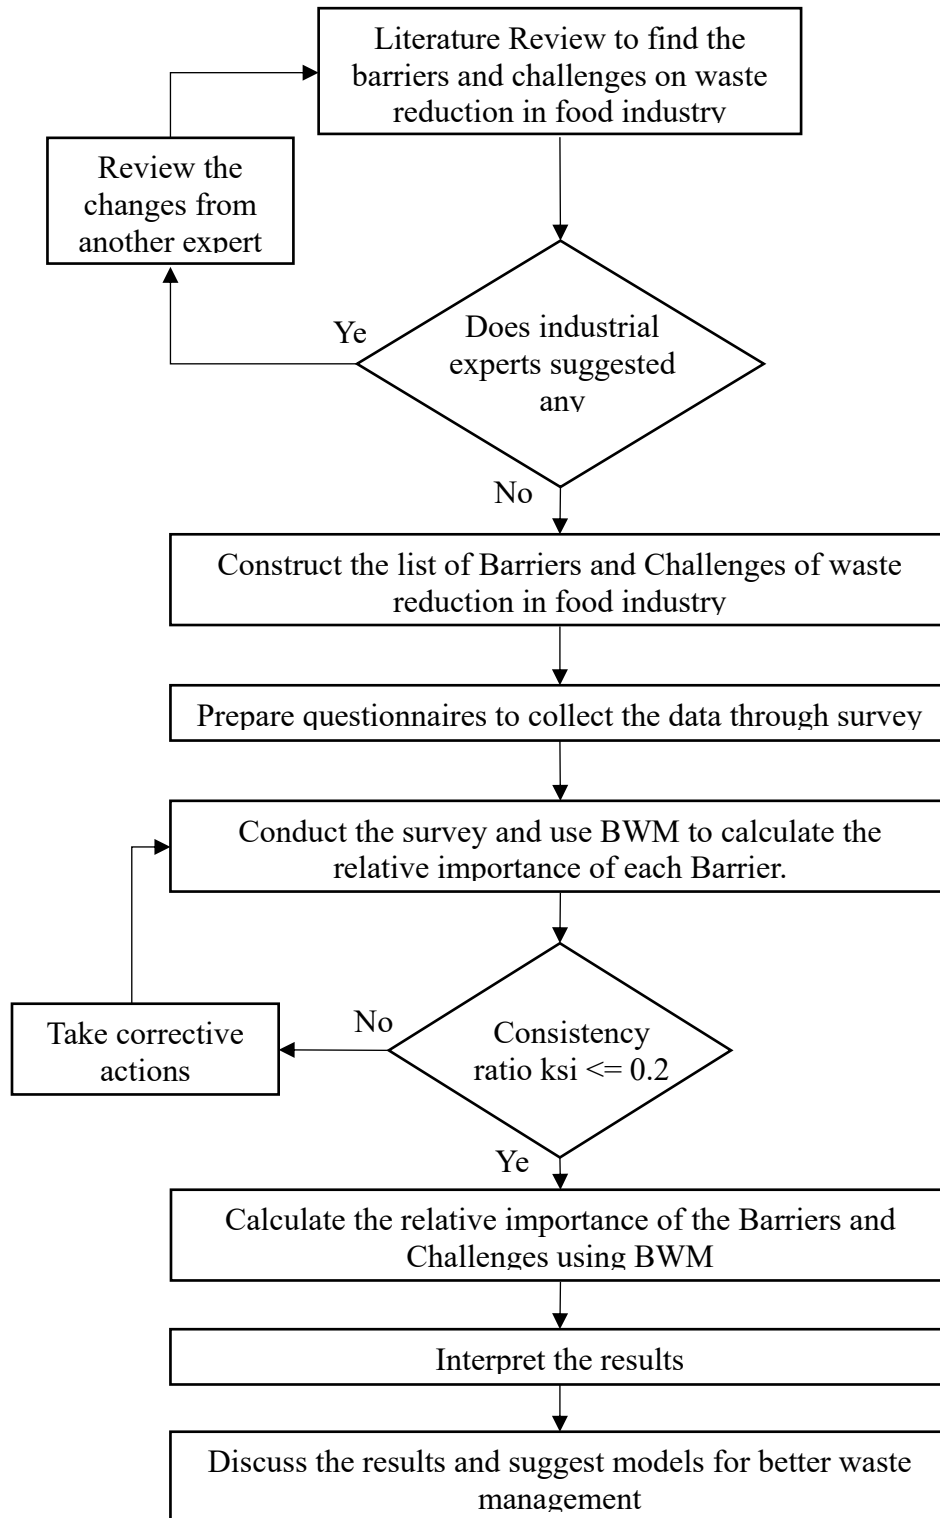 Literature Review to find the
barriers and challenges on waste
reduction in food industry
Review the
changes from
another expert
Ye
Does industrial
experts suggested
any
No
Construct the list of Barriers and Challenges of waste
reduction in food industry
Prepare questionnaires to collect the data through survey
Conduct the survey and use BWM to calculate the
relative importance of each Barrier.
Take corrective
actions
No
Consistency
ratio ksi <= 0.2
Ye
Calculate the relative importance of the Barriers and
Challenges using BWM
Interpret the results
Discuss the results and suggest models for better waste
management